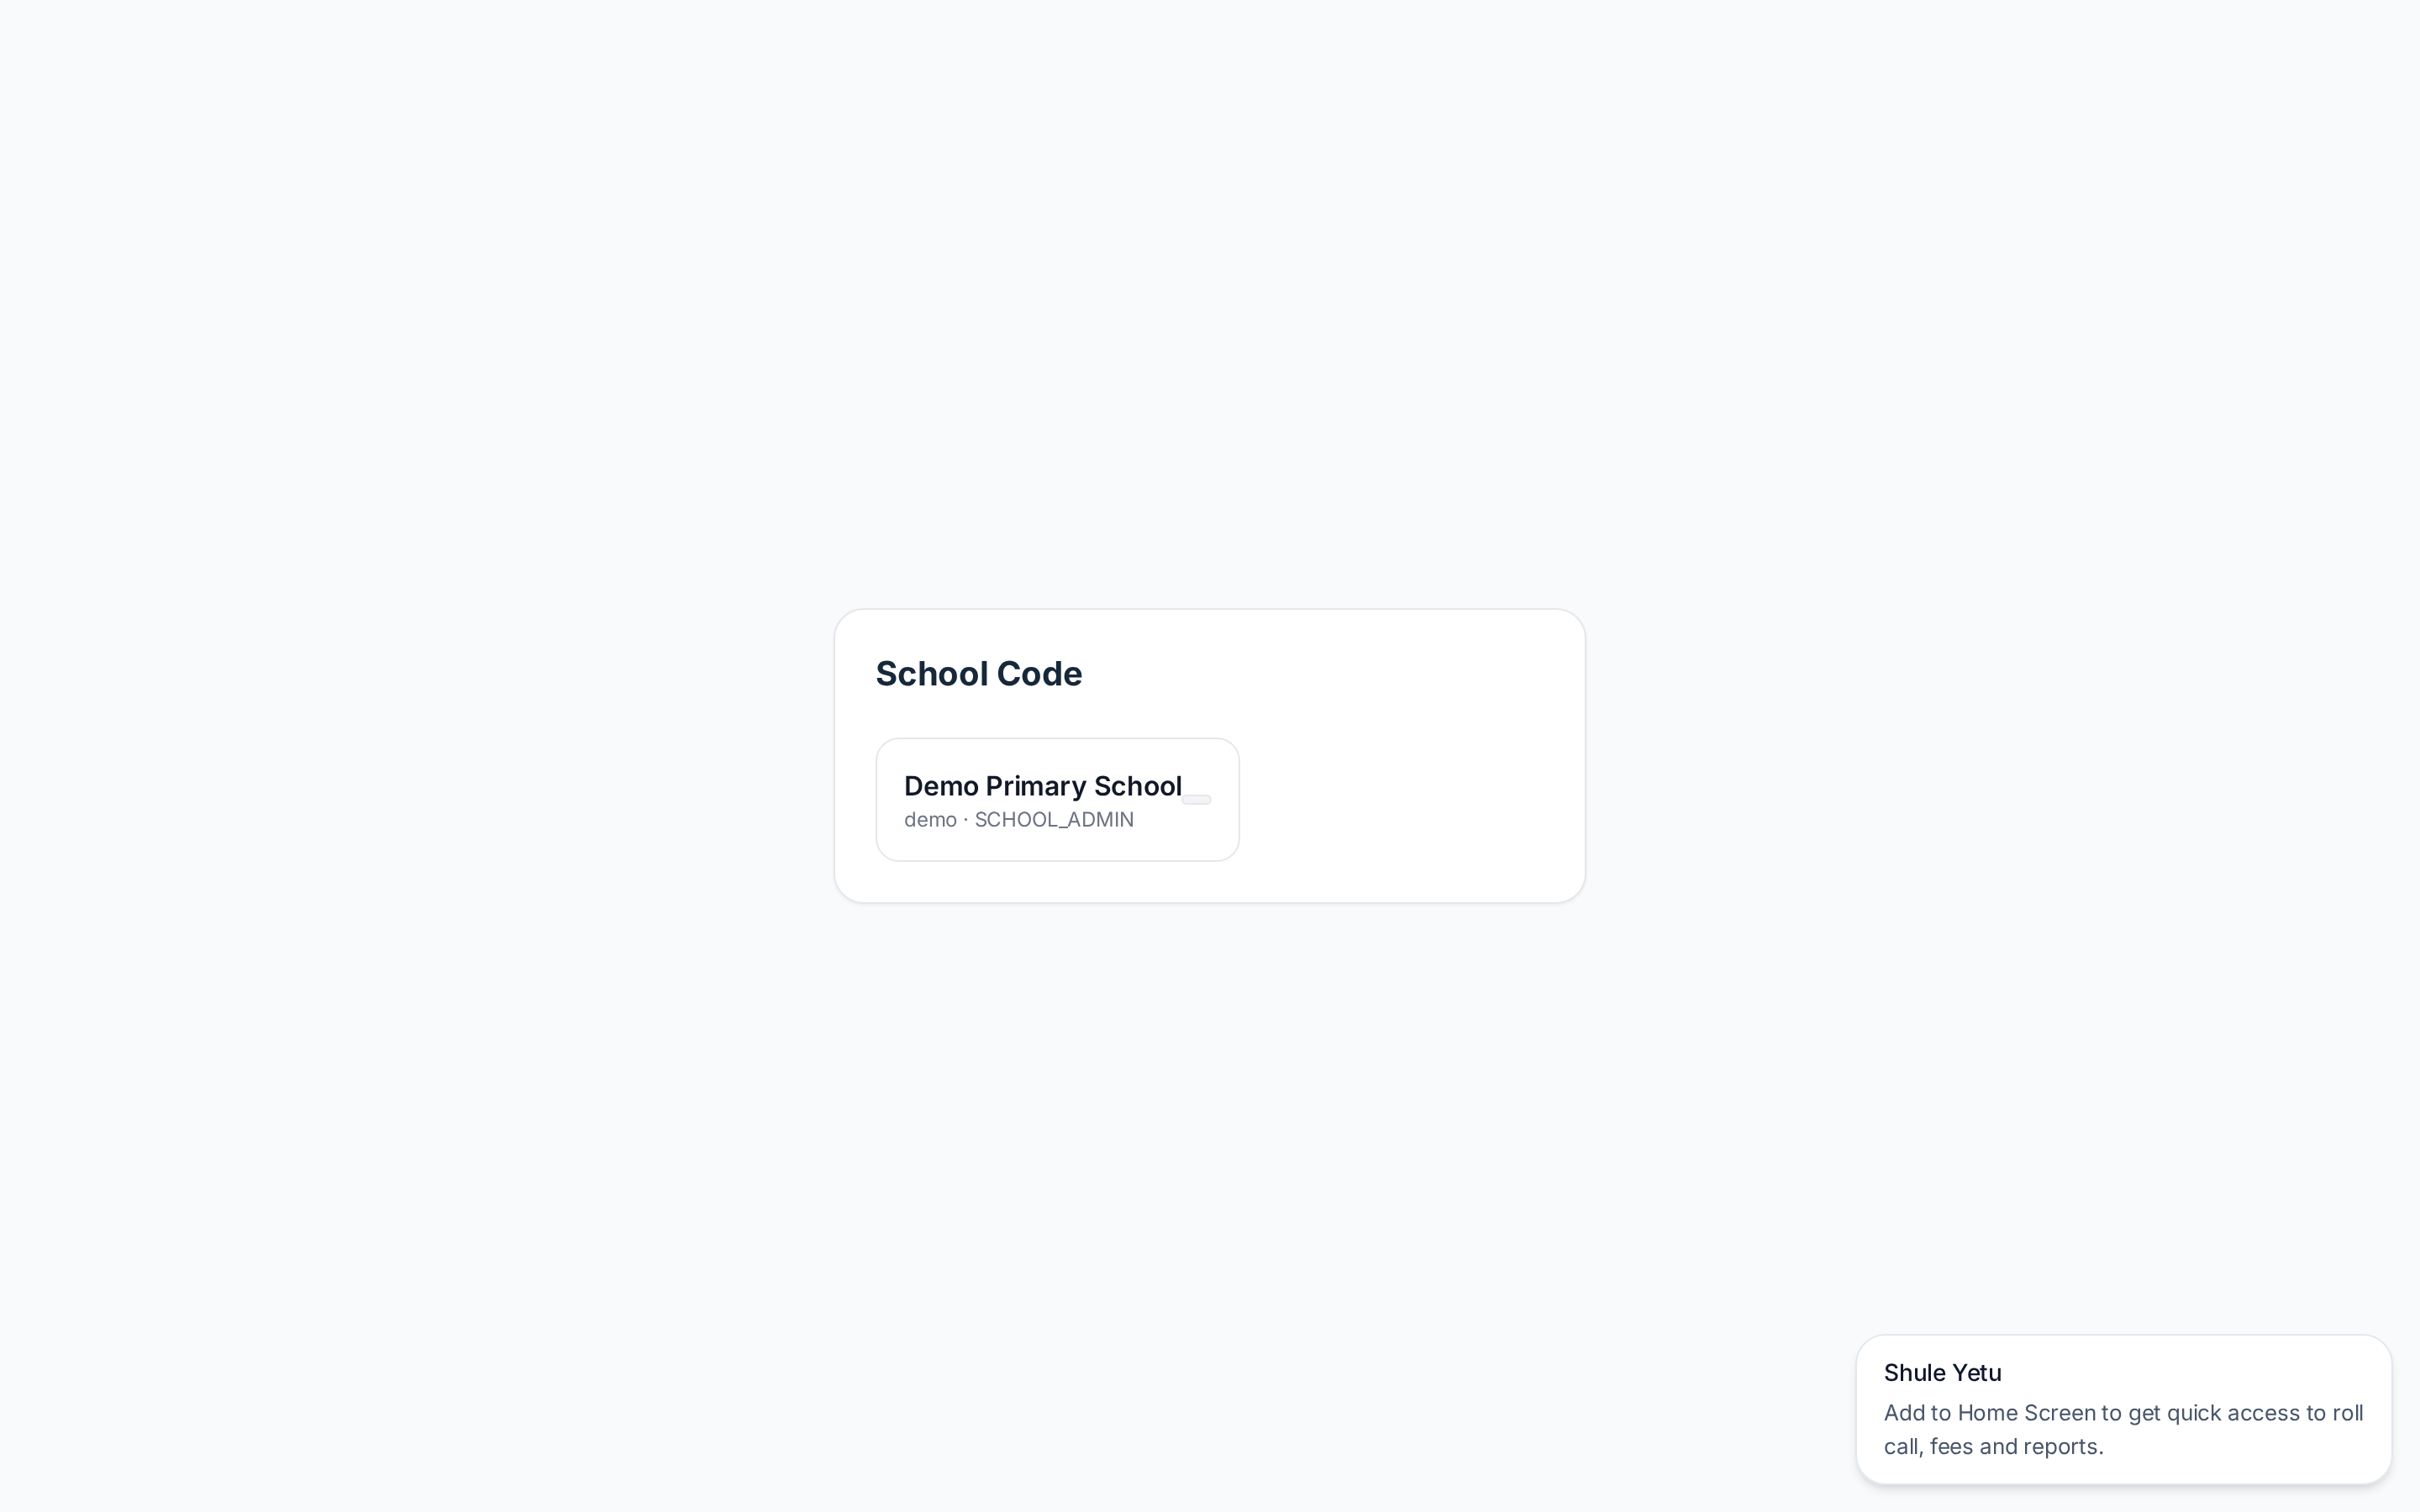 School Code
Demo Primary School
demo · SCHOOL_ADMIN
Shule Yetu
Add to Home Screen to get quick access to roll
call, fees and reports.